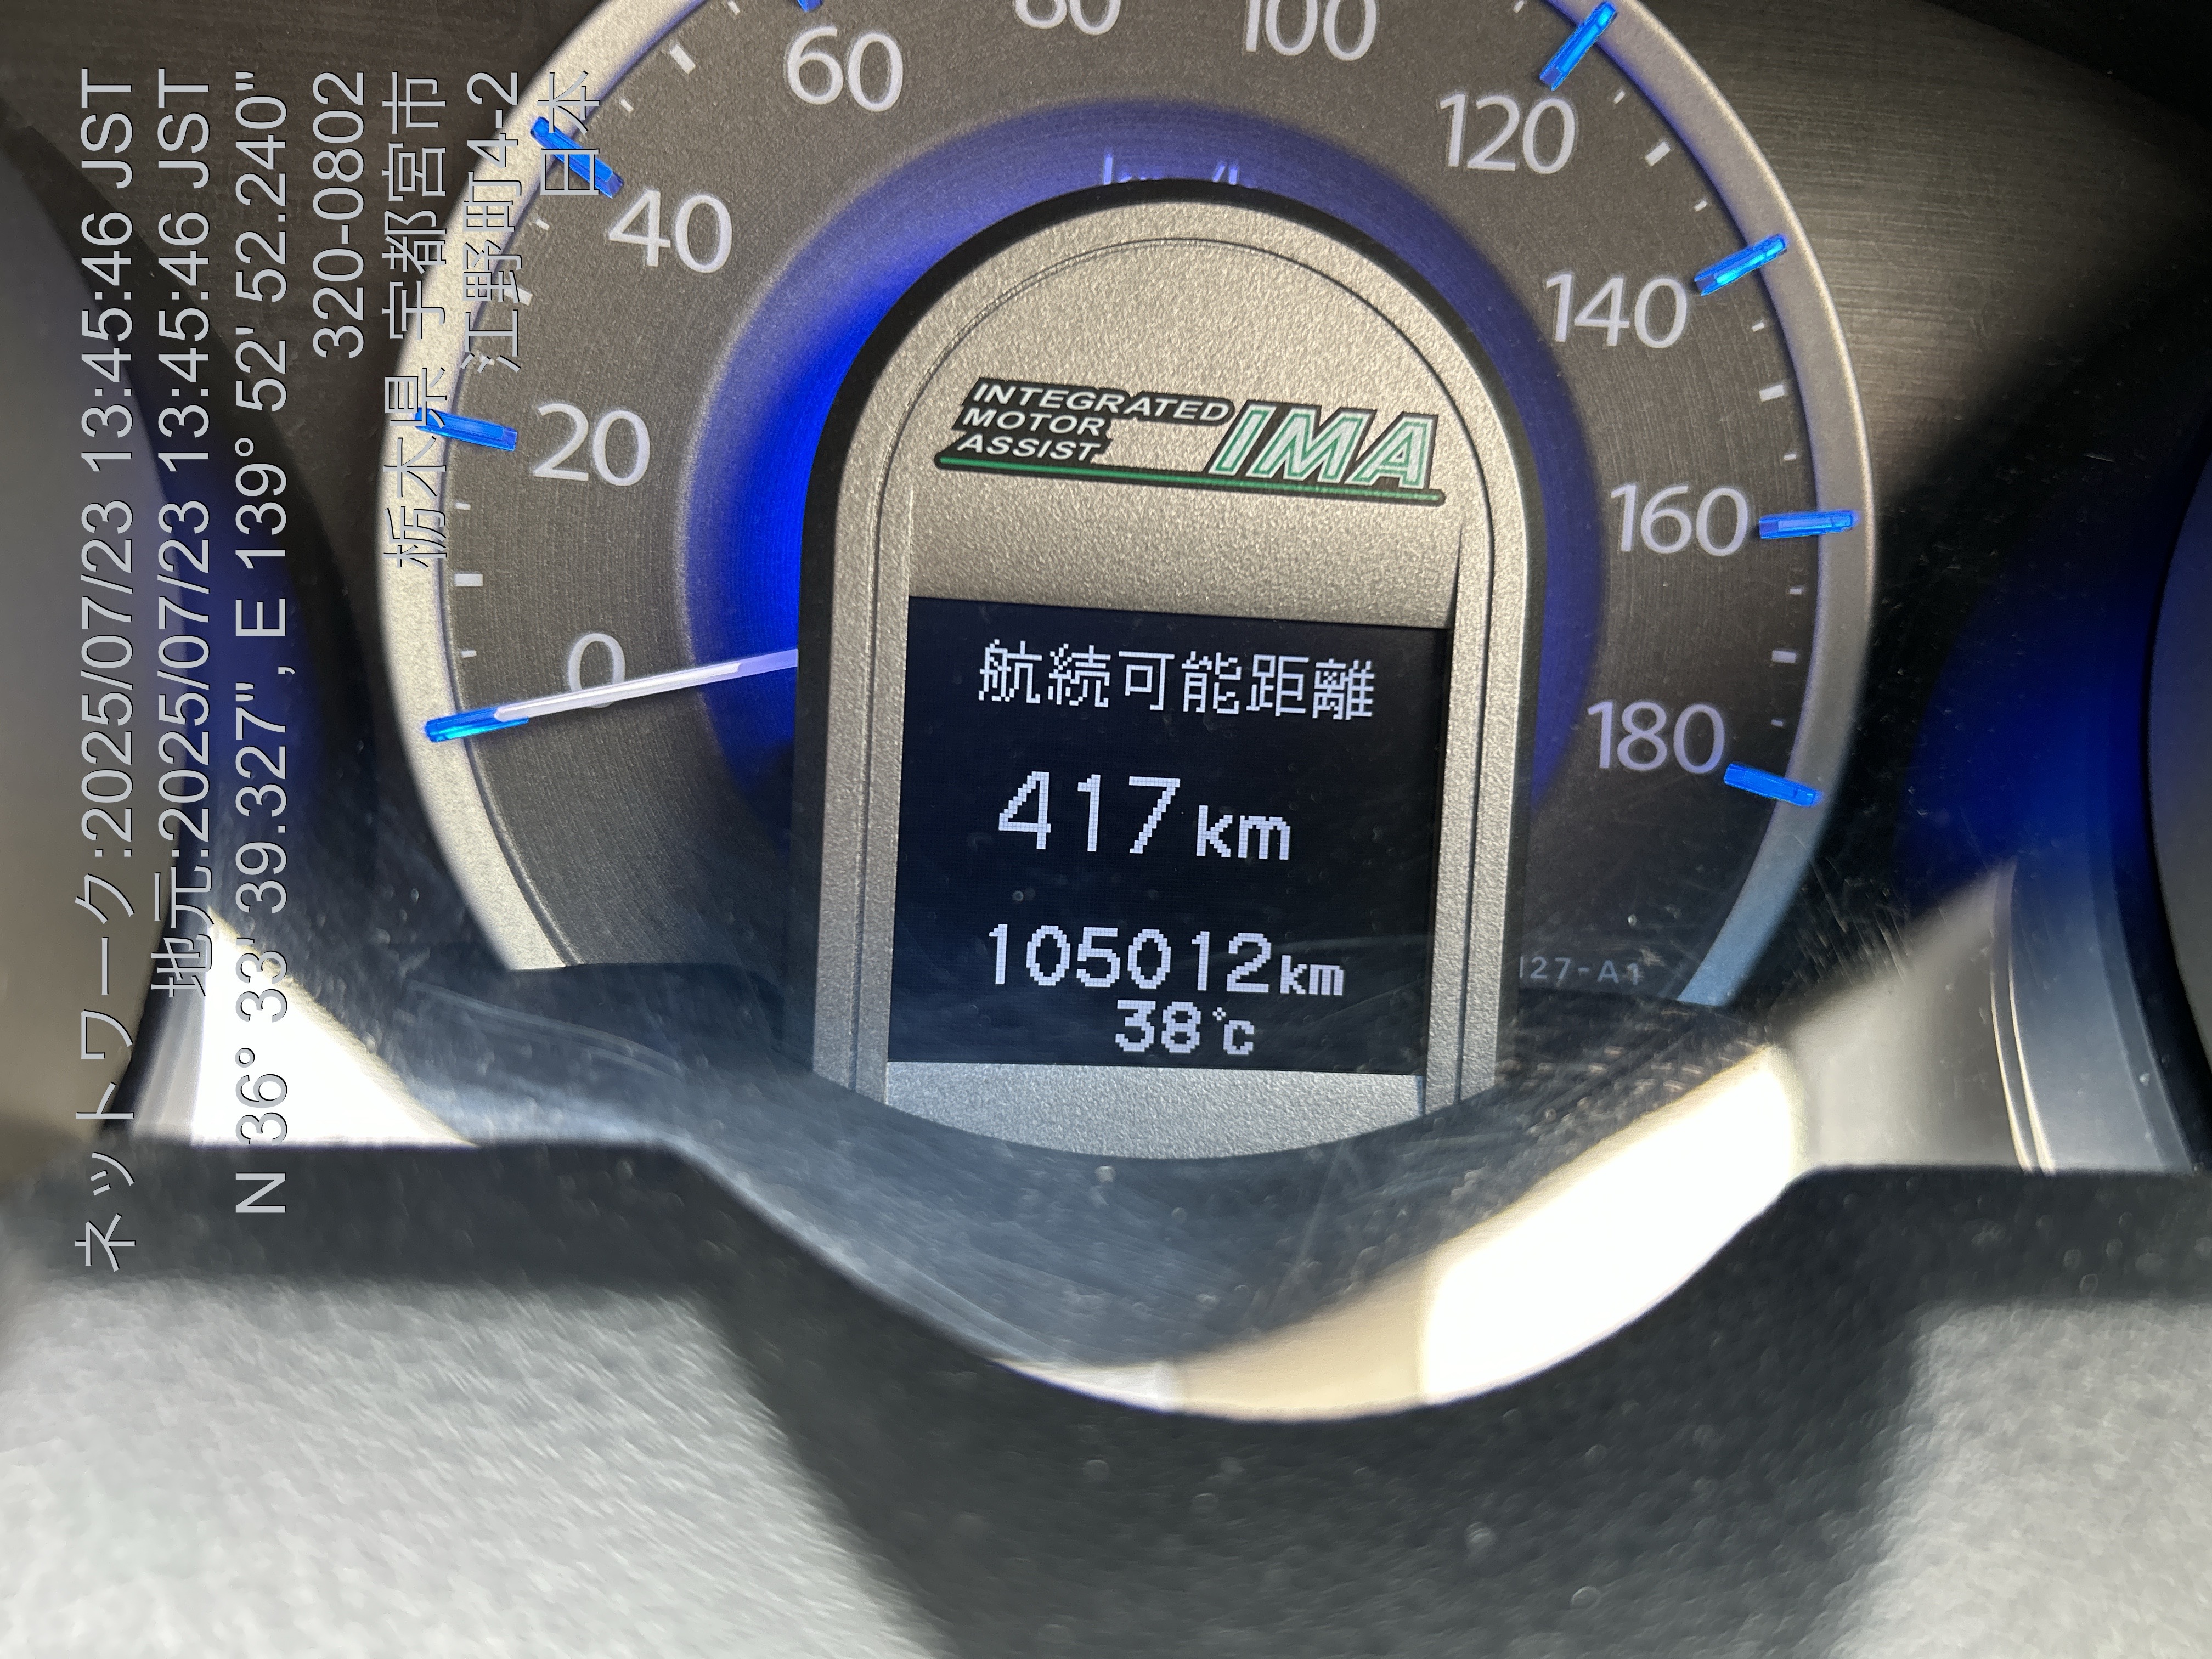 ネットワーク:2025/07/23 13:45:46 JST
地元:2025/07/23 13:45:46 JST
N 36° 33' 39.327", E 139° 52' 52.240"
320-0802
栃木県 宇都宮市
江野町4-2
日本
0
20
40
60
80
100
120
140
160
180
km/h
INTEGRATED
MOTOR
ASSIST
IMA
航続可能距離
417km
105012km
38℃